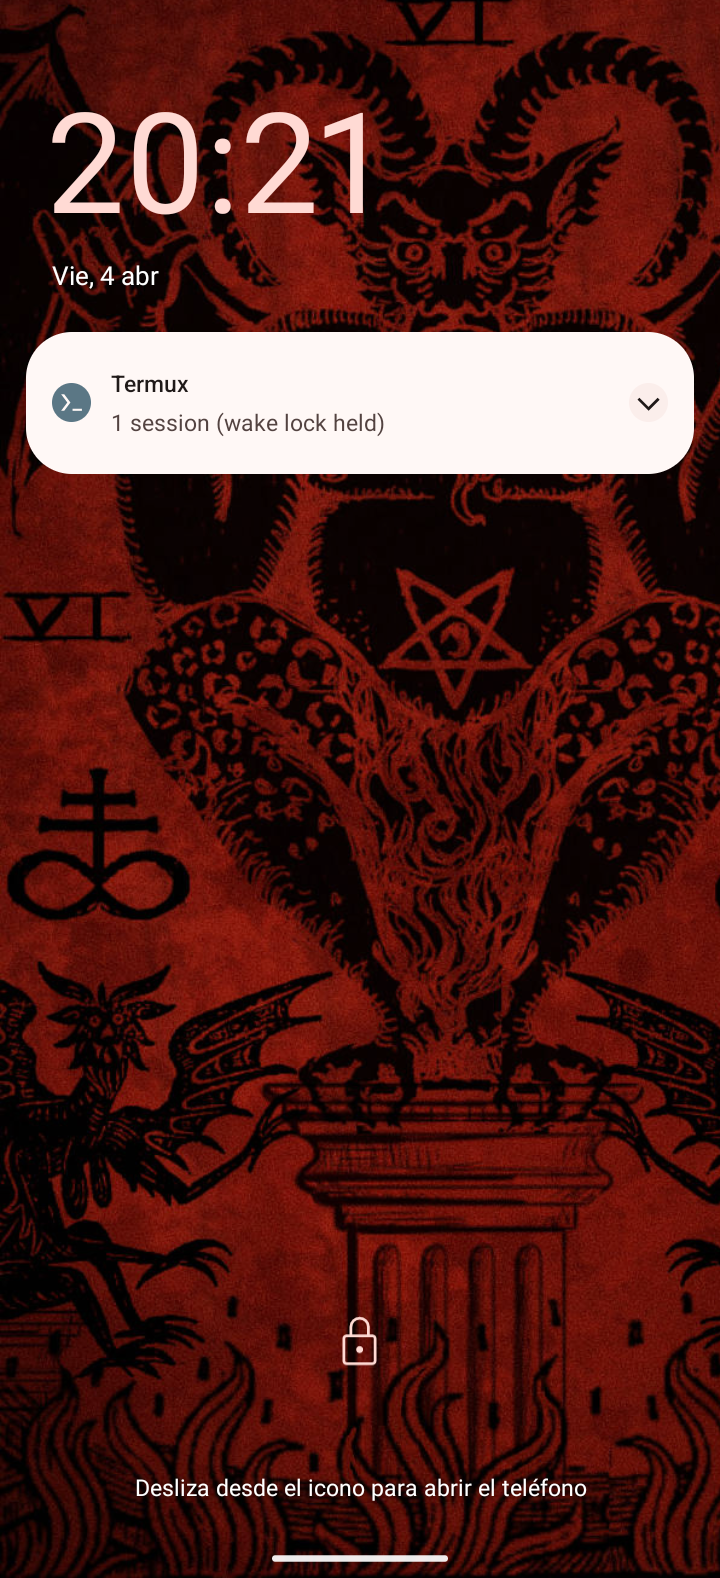 VI
20:21
Vie, 4 abr
Termux
1 session (wake lock held)
VI
Desliza desde el icono para abrir el teléfono